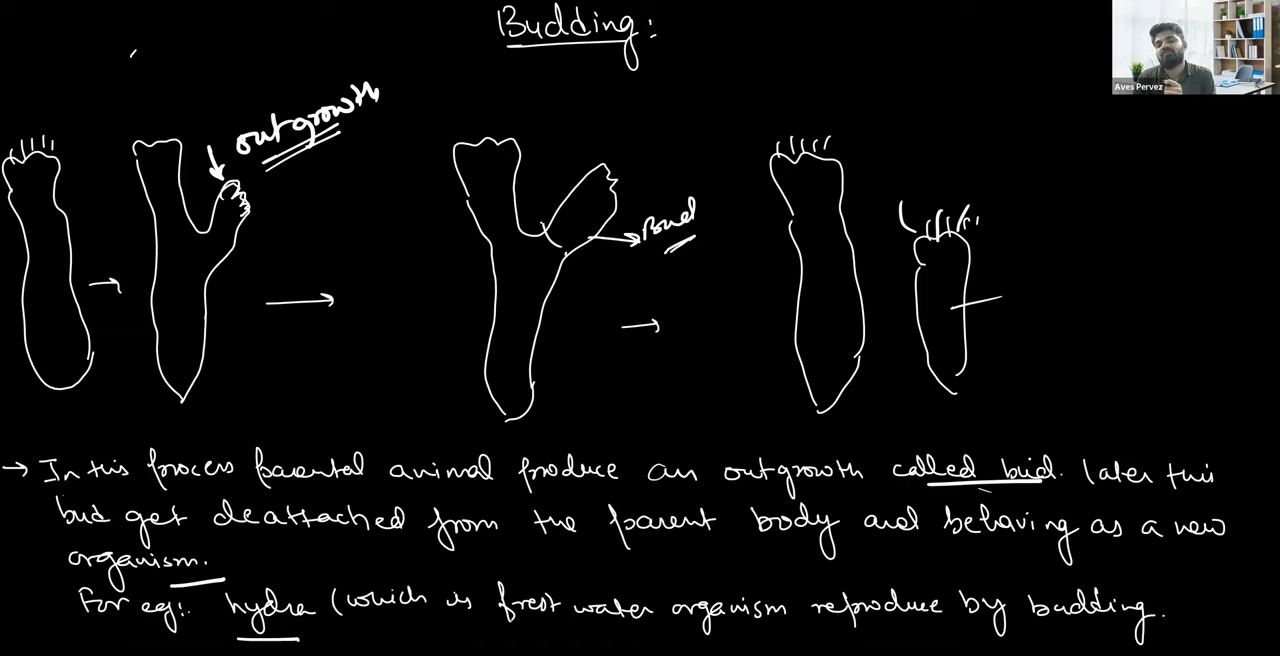 Budding:
Aves Pervez
outgrowth
Bud
→ In this process parental animal produce an outgrowth called bud. Later this
bud get deattached from the parent body and behaving as a new
organism.
For eg:. hydra (which is fresh water organism reproduce by budding.